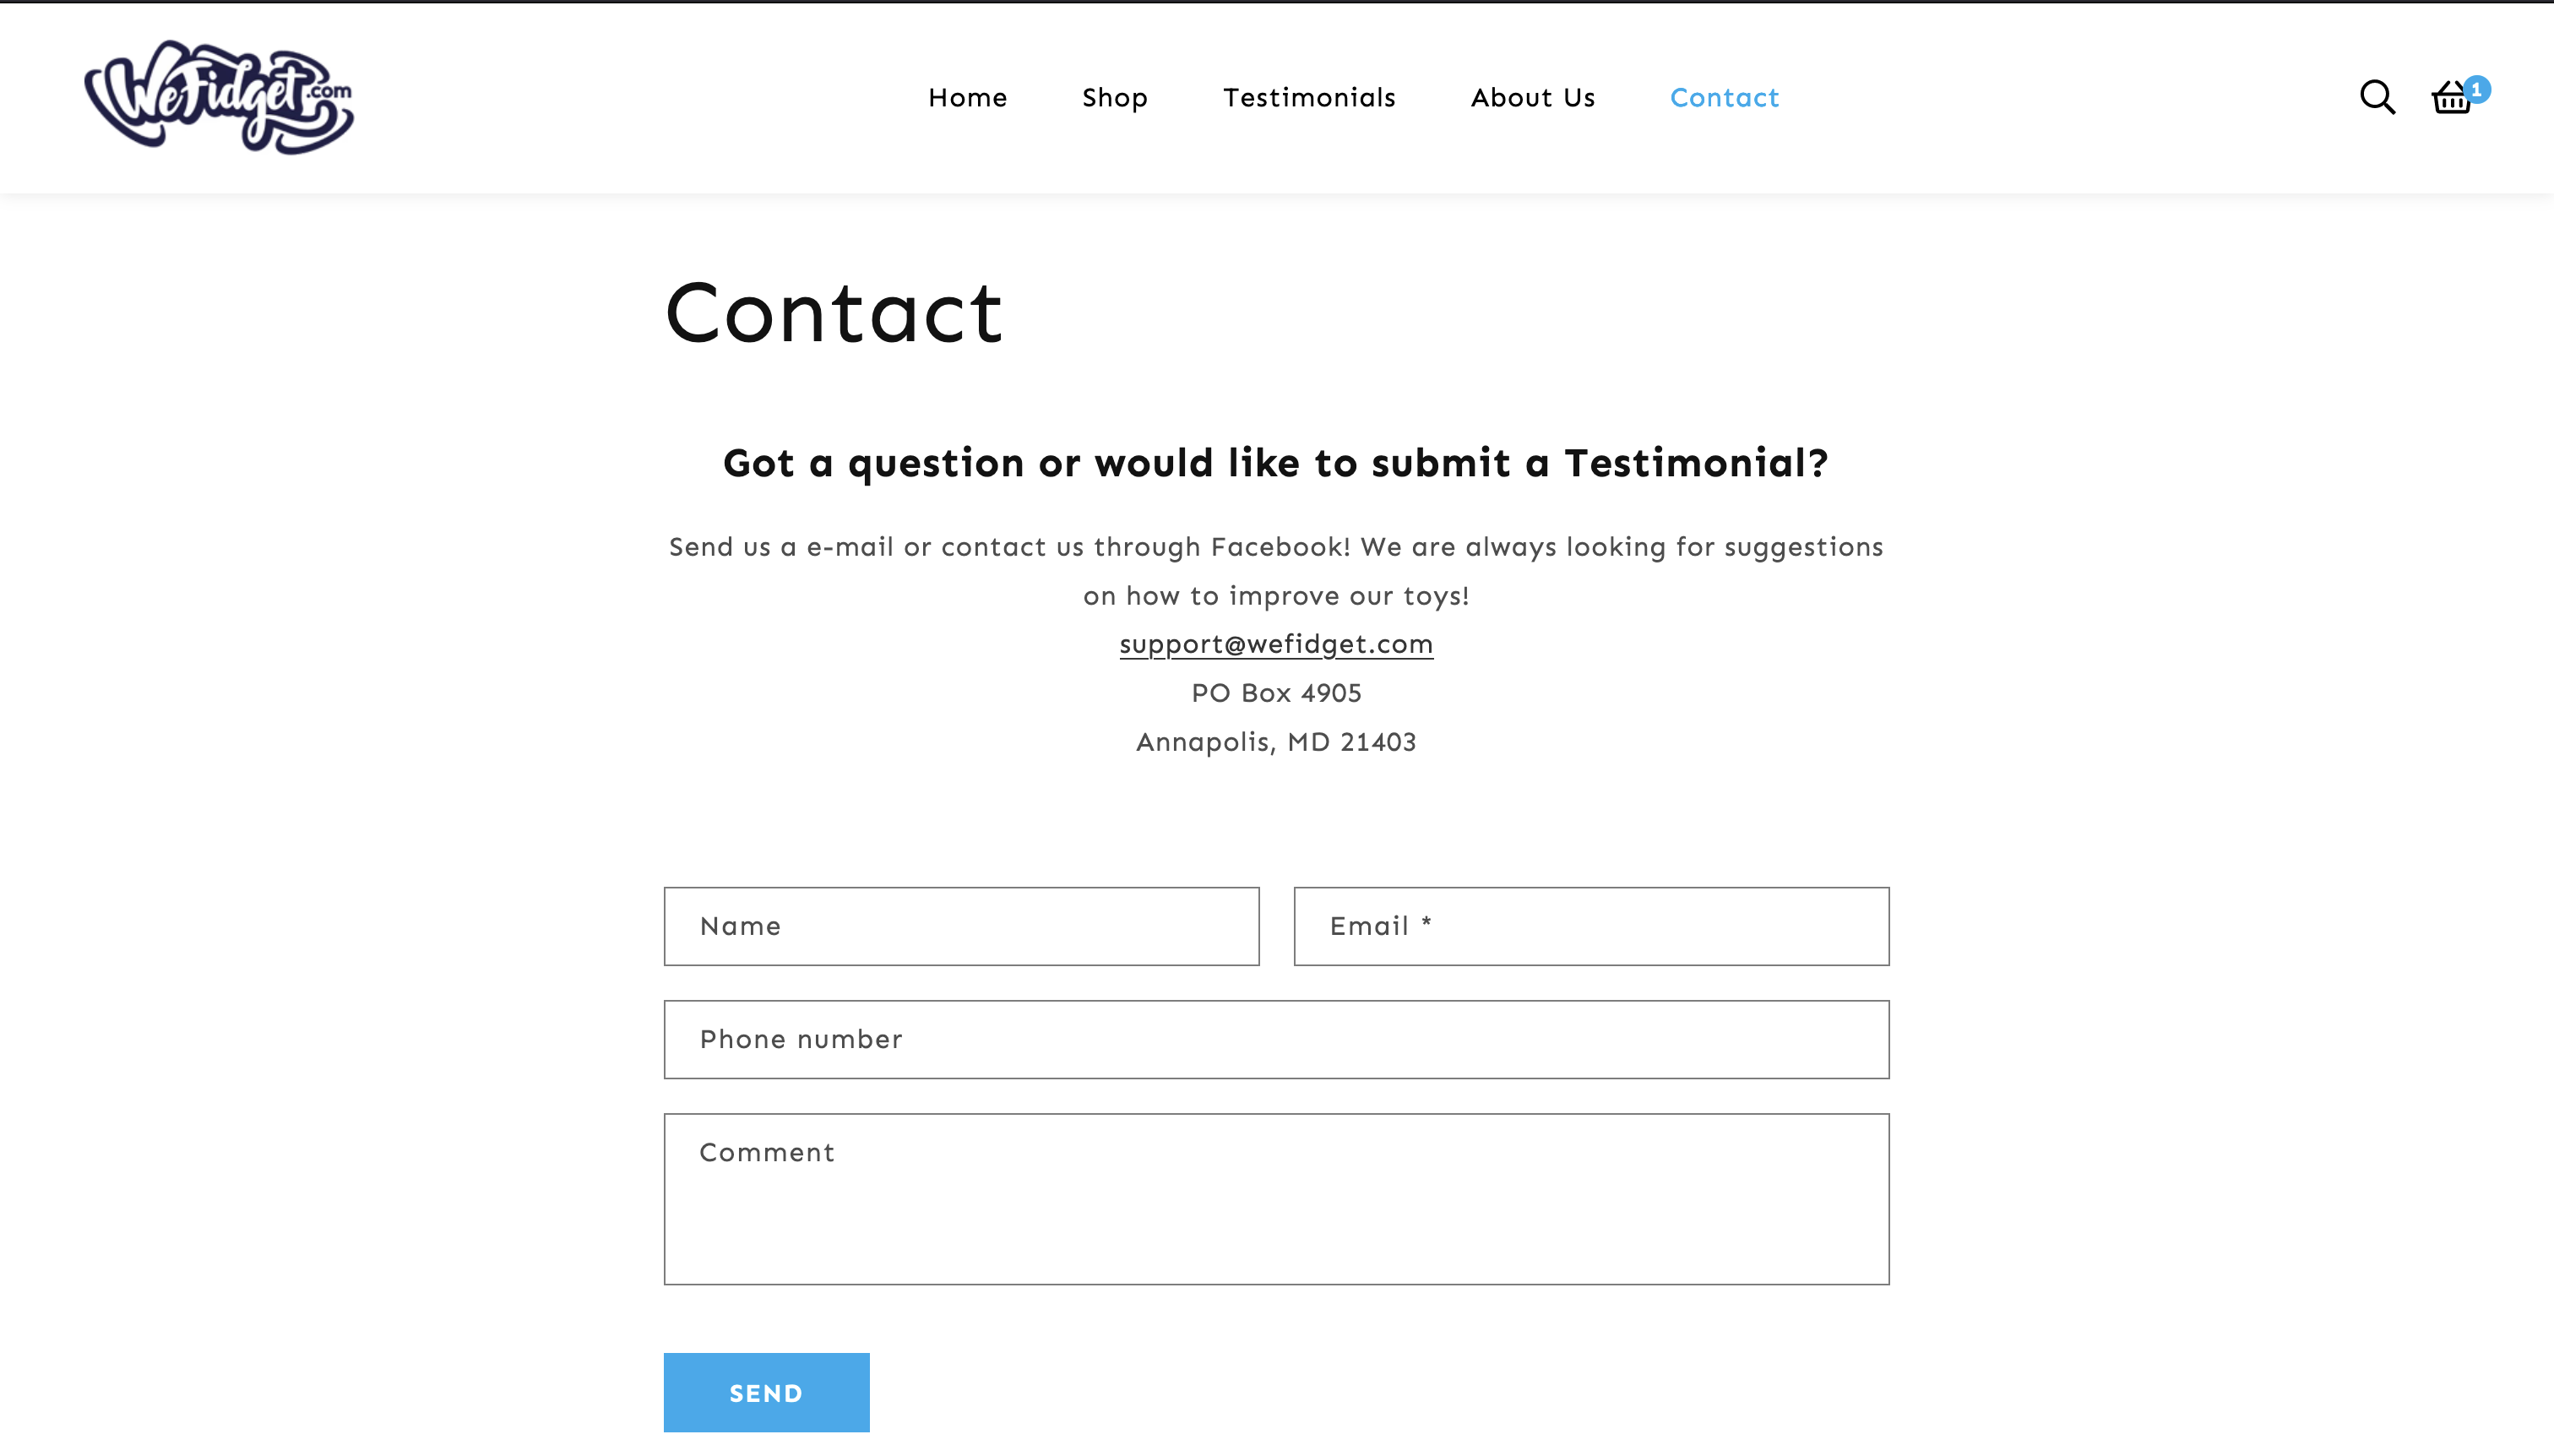 WeFidget.com
Home
Shop
Testimonials
About Us
Contact
1
Contact
Got a question or would like to submit a Testimonial?
Send us a e-mail or contact us through Facebook! We are always looking for suggestions
on how to improve our toys!
support@wefidget.com
PO Box 4905
Annapolis, MD 21403
Name
Email *
Phone number
Comment
SEND